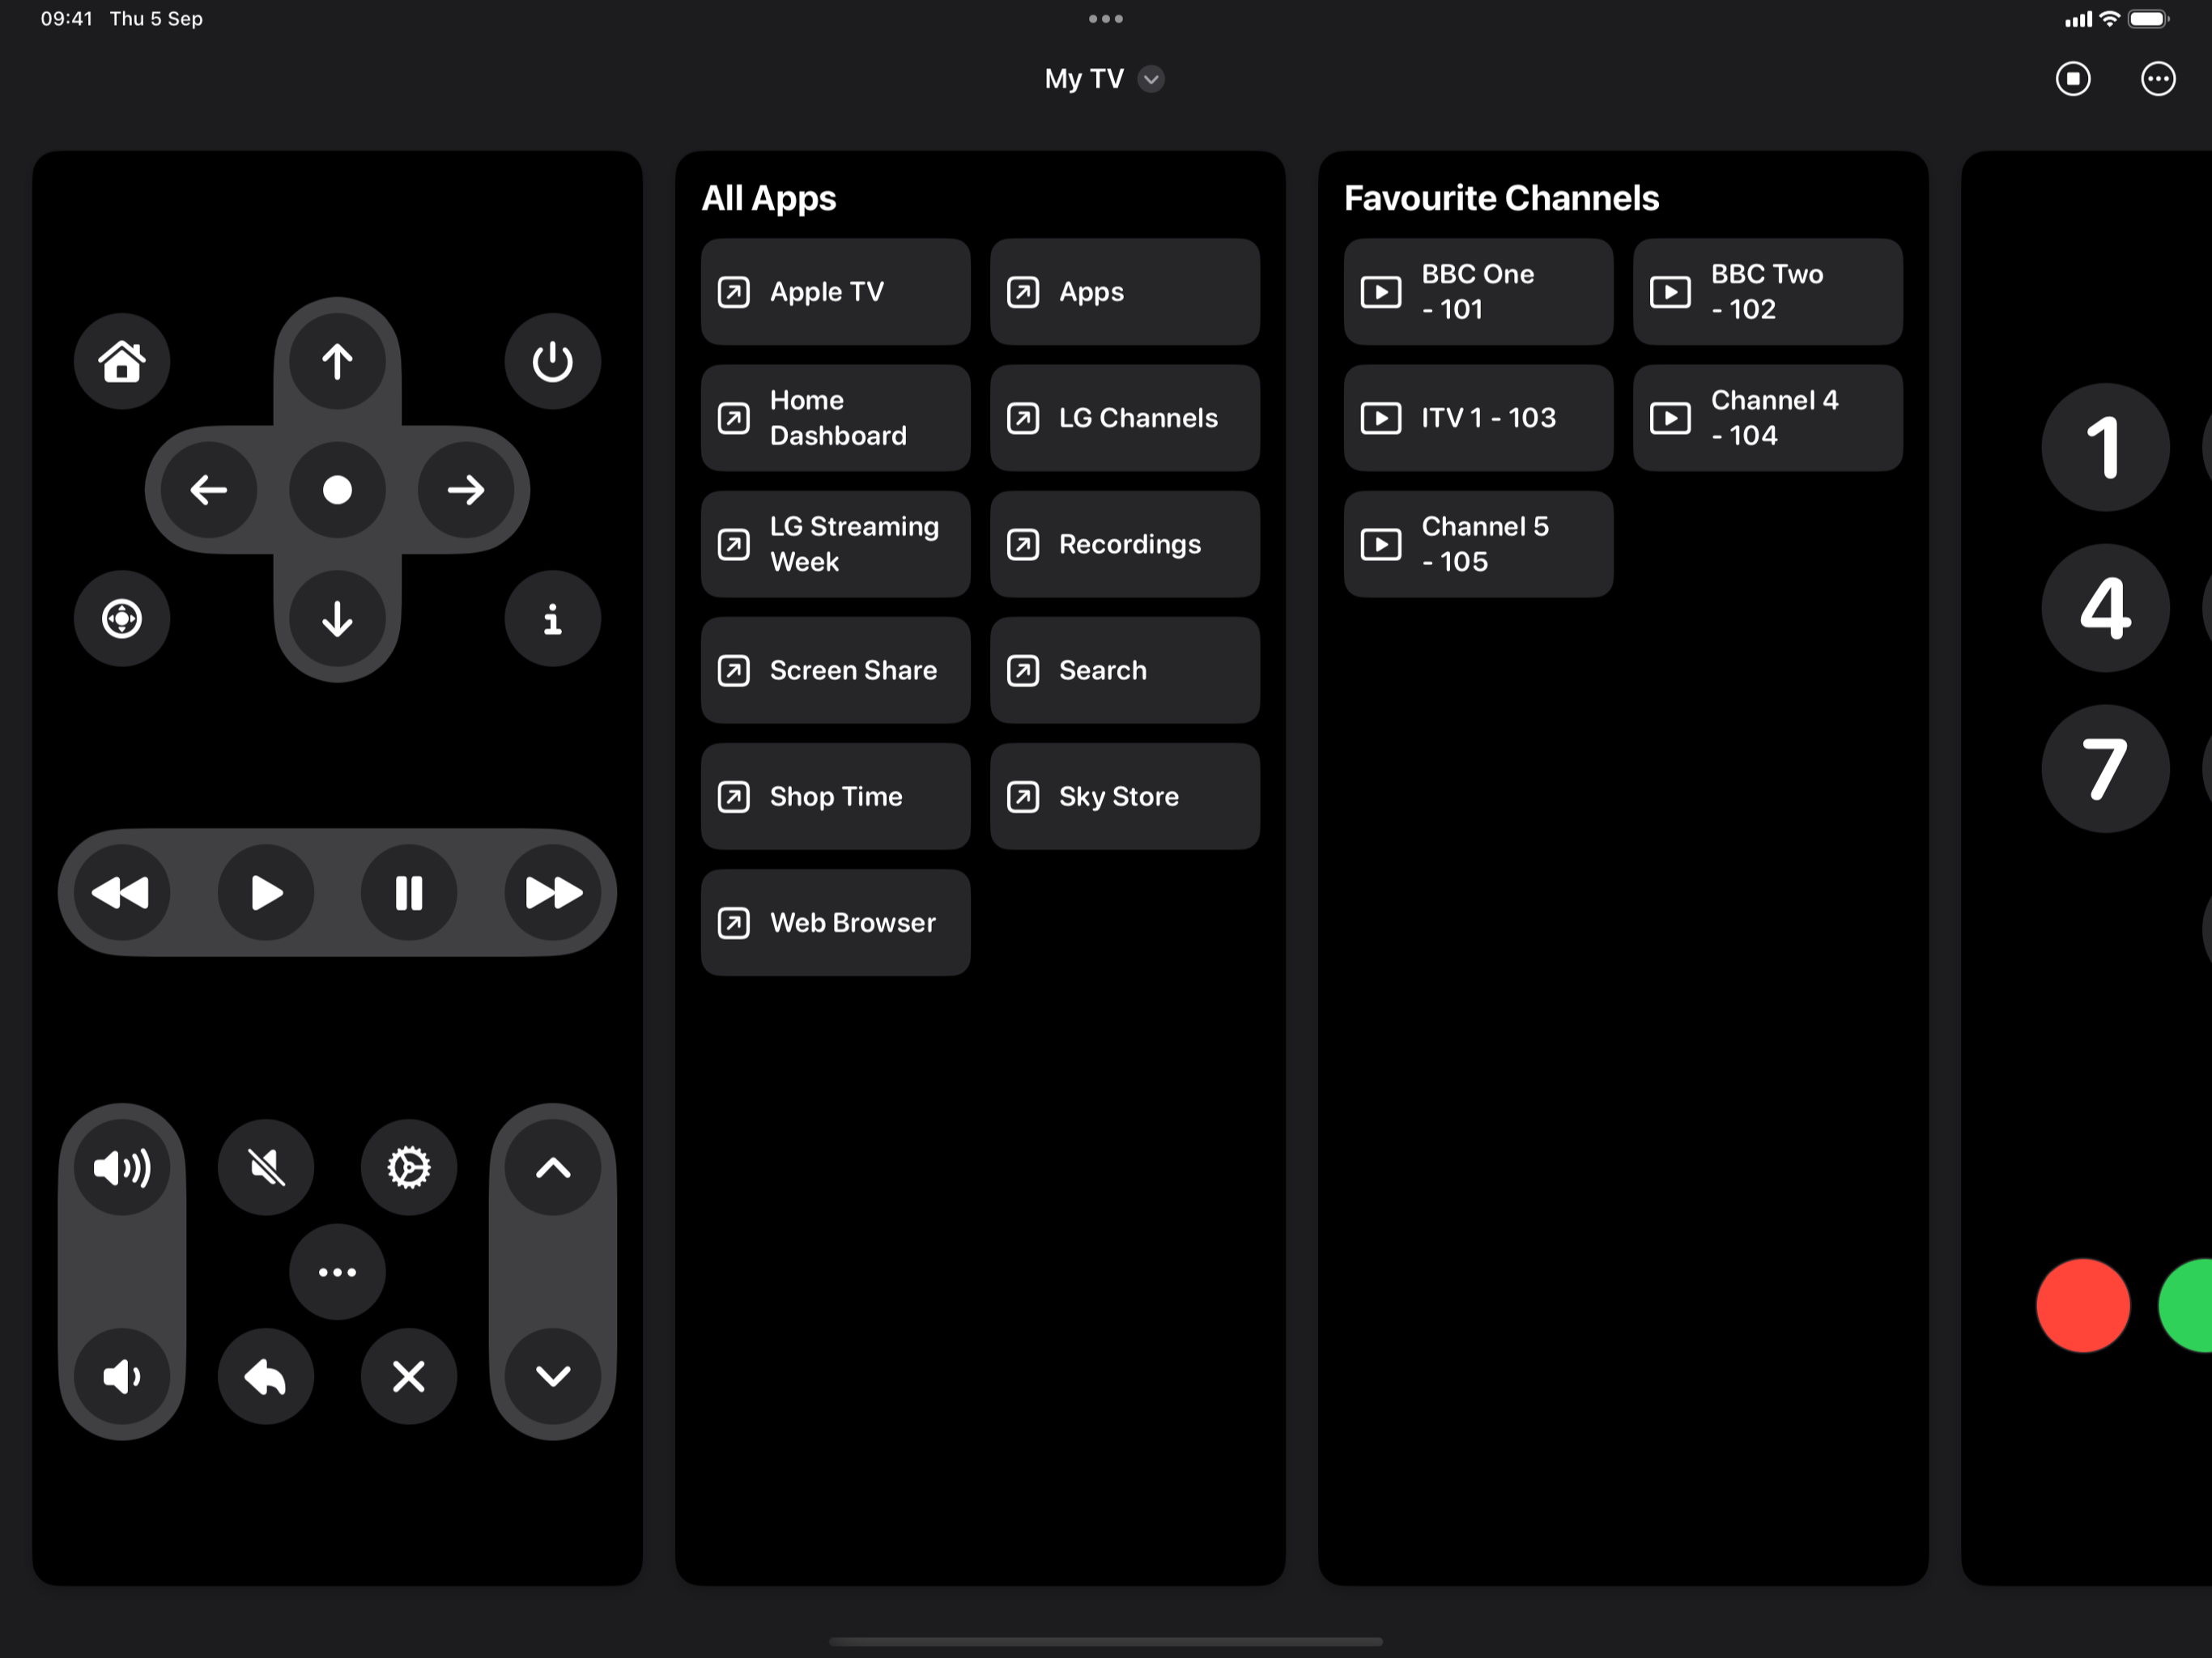 09:41 Thu 5 Sep
My TV
All Apps
Apple TV
Apps
Home
Dashboard
LG Channels
LG Streaming
Week
Recordings
Screen Share
Search
Shop Time
Sky Store
Web Browser
Favourite Channels
BBC One
- 101
BBC Two
- 102
ITV 1 - 103
Channel 4
- 104
Channel 5
- 105
1
4
7